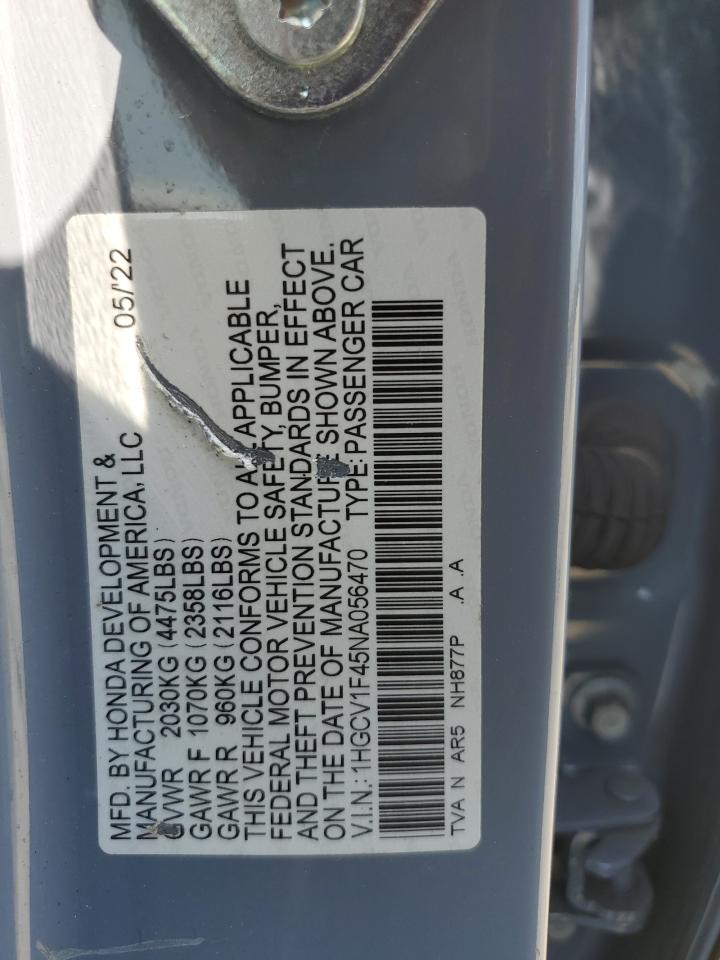 MFD. BY HONDA DEVELOPMENT &
MANUFACTURING OF AMERICA, LLC 05/'22
GVWR 2030KG (4475LBS)
GAWR F 1070KG (2358LBS)
GAWR R 960KG (2116LBS)
THIS VEHICLE CONFORMS TO ALL APPLICABLE
FEDERAL MOTOR VEHICLE SAFETY, BUMPER,
AND THEFT PREVENTION STANDARDS IN EFFECT
ON THE DATE OF MANUFACTURE SHOWN ABOVE.
V.I.N.: 1HGCV1F45NA056470 TYPE: PASSENGER CAR
TVA N AR5 NH877P .A .A